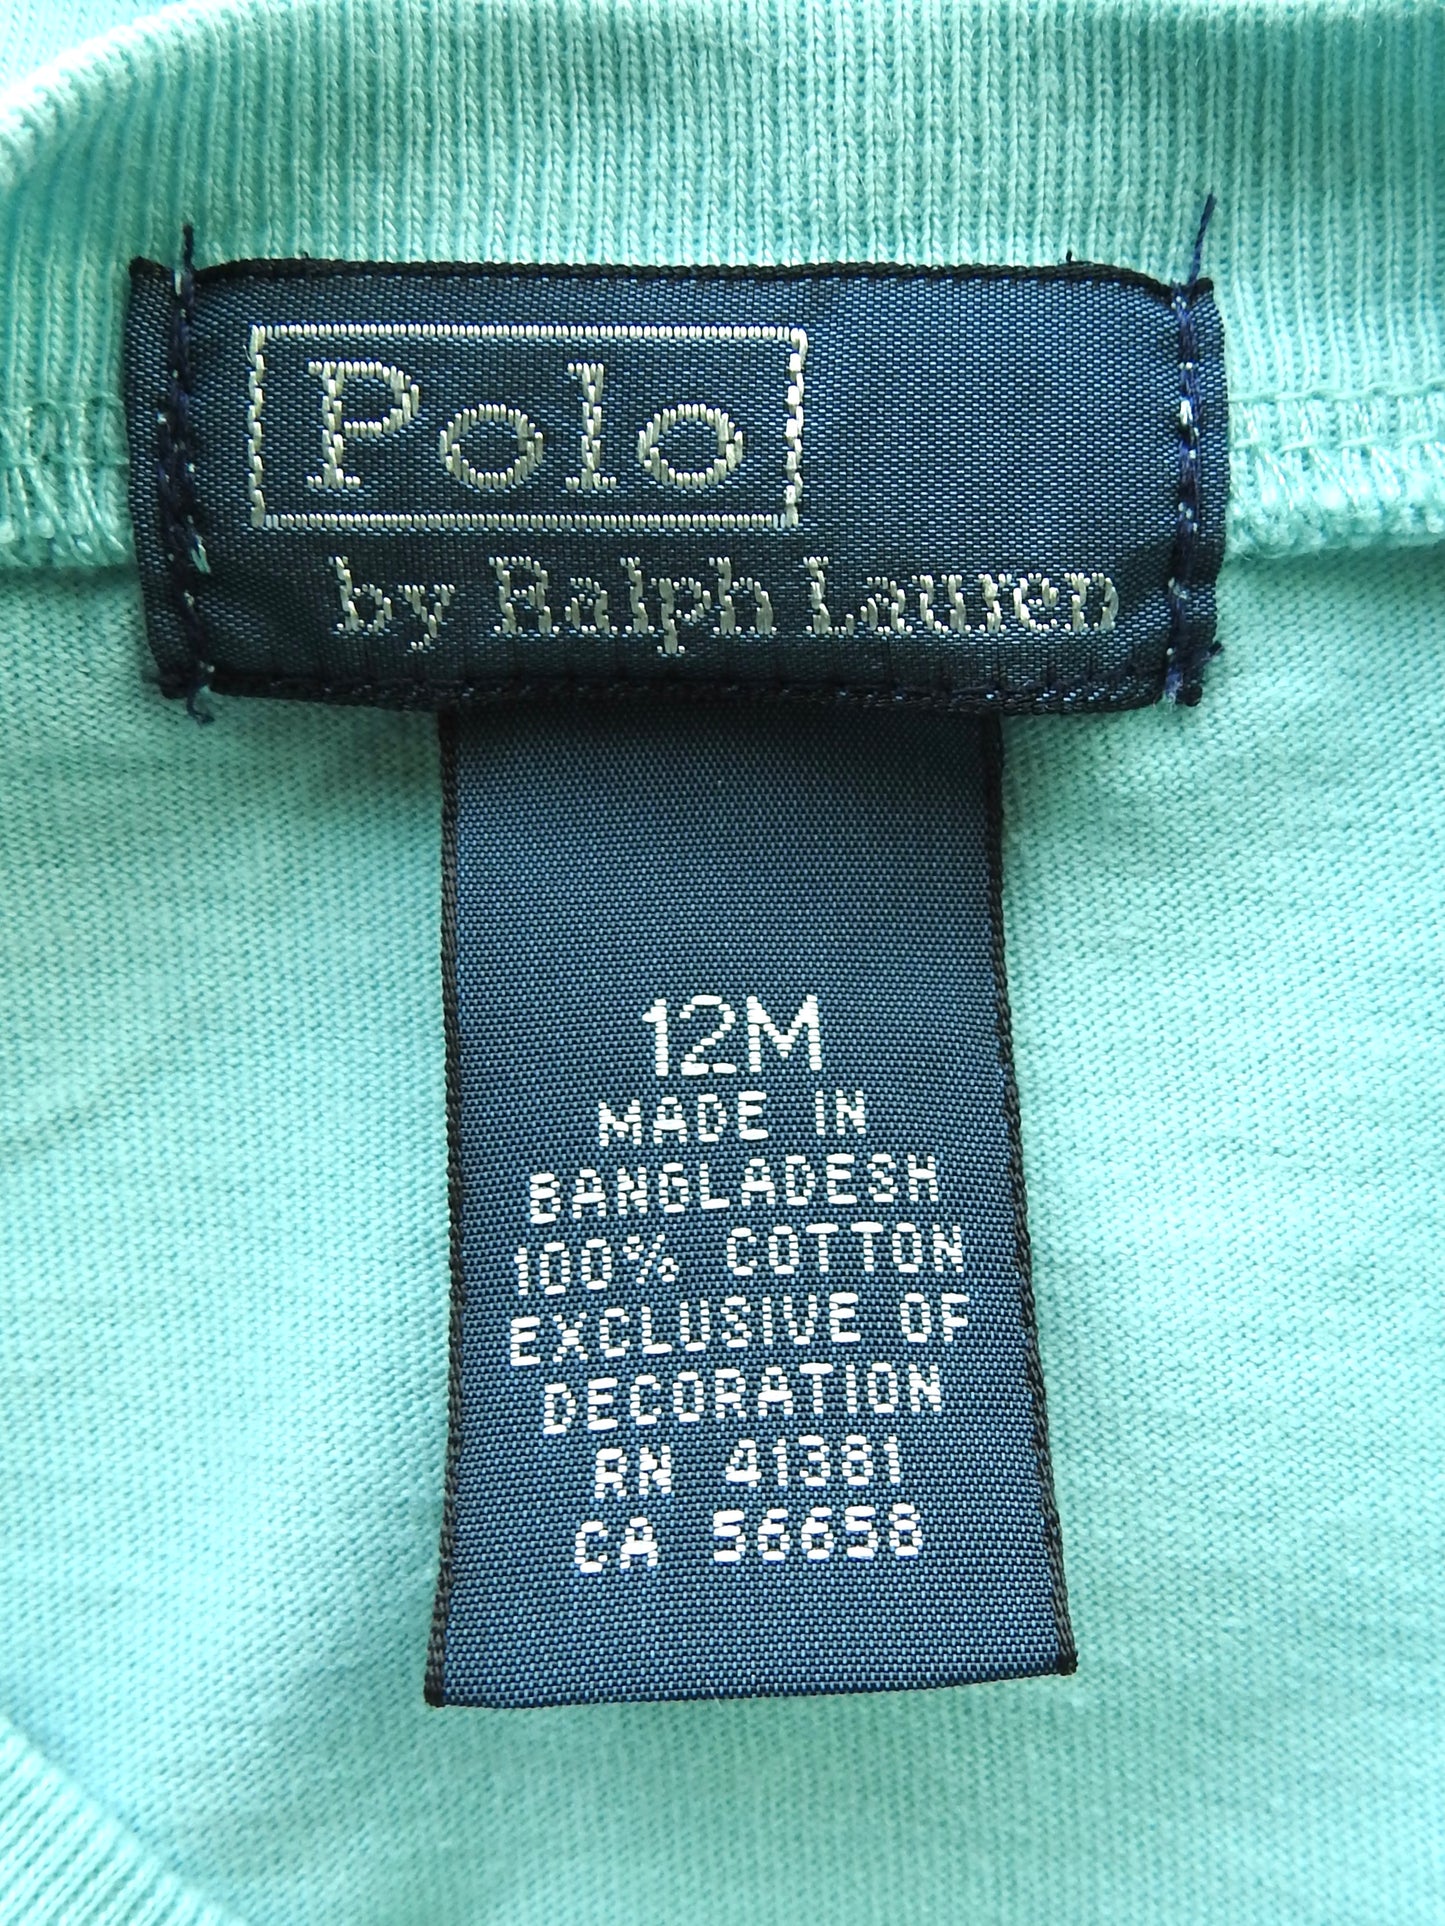 Polo
by Ralph Lauren
12M
MADE IN
BANGLADESH
100% COTTON
EXCLUSIVE OF
DECORATION
RN 41381
CA 56658